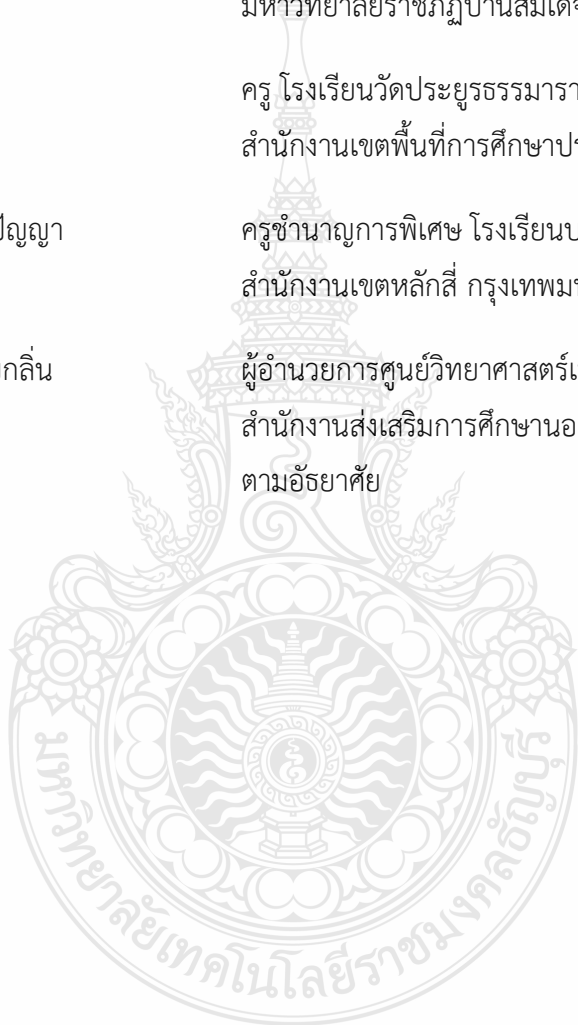 มหาวิทยาลัยราชภัฏบ้านสมเด็จ
ครู โรงเรียนวัดประยูรธรรมารา
สำนักงานเขตพื้นที่การศึกษาประ
ปัญญา ครูชำนาญการพิเศษ โรงเรียนบ
สำนักงานเขตหลักสี่ กรุงเทพมห
กลิ่น ผู้อำนวยการศูนย์วิทยาศาสตร์เ
สำนักงานส่งเสริมการศึกษานอ
ตามอัธยาศัย
มหาวิทยาลัยเทคโนโลยีราชมงคลธัญบุรี